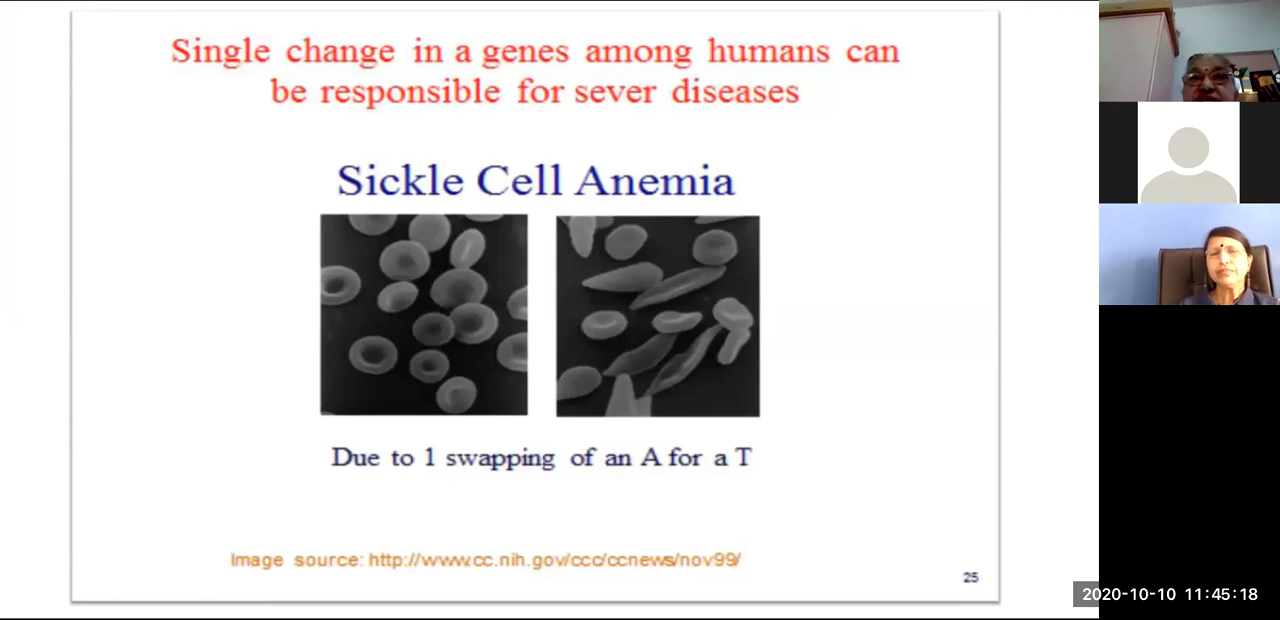 Single change in a genes among humans can
be responsible for sever diseases
Sickle Cell Anemia
Due to 1 swapping of an A for a T
Image source: http://www.cc.nih.gov/ccc/ccnews/nov99/
25
2020-10-10 11:45:18